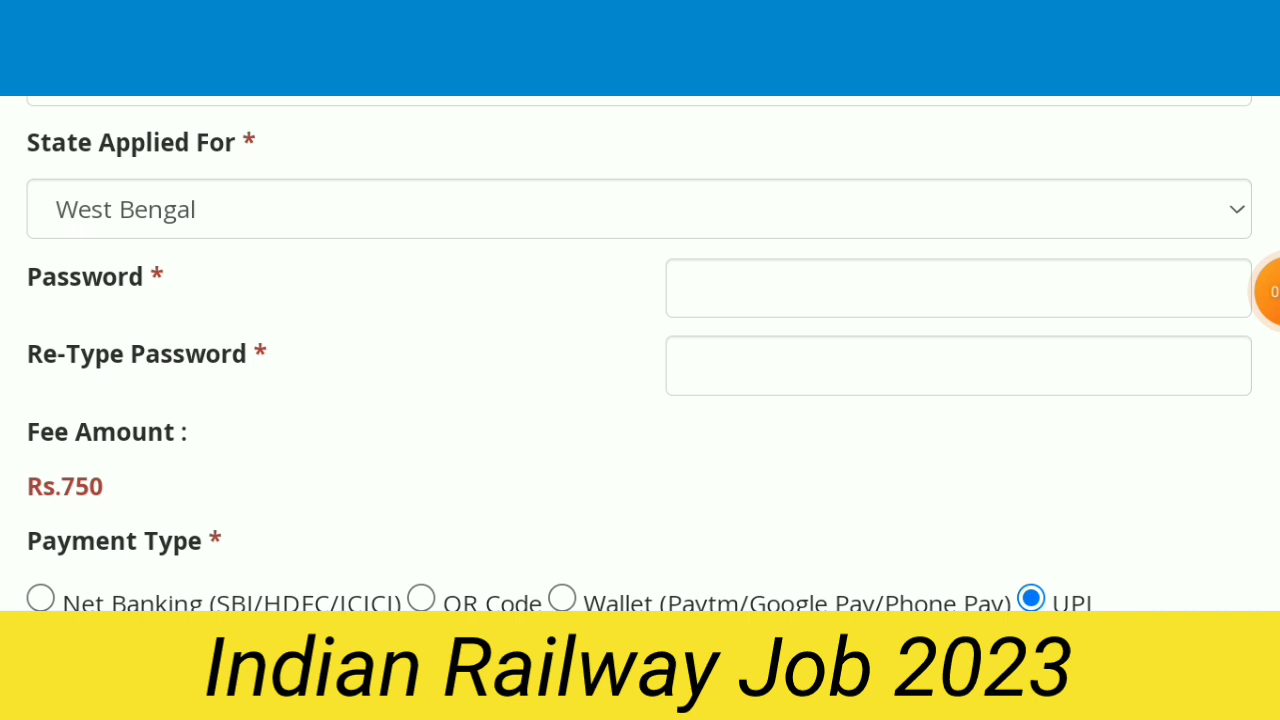 State Applied For *
West Bengal
Password *
Re-Type Password *
Fee Amount :
Rs.750
Payment Type *
Net Banking (SBI/HDFC/ICICI) QR Code Wallet (Paytm/Google Pay/Phone Pay) UPI
Indian Railway Job 2023